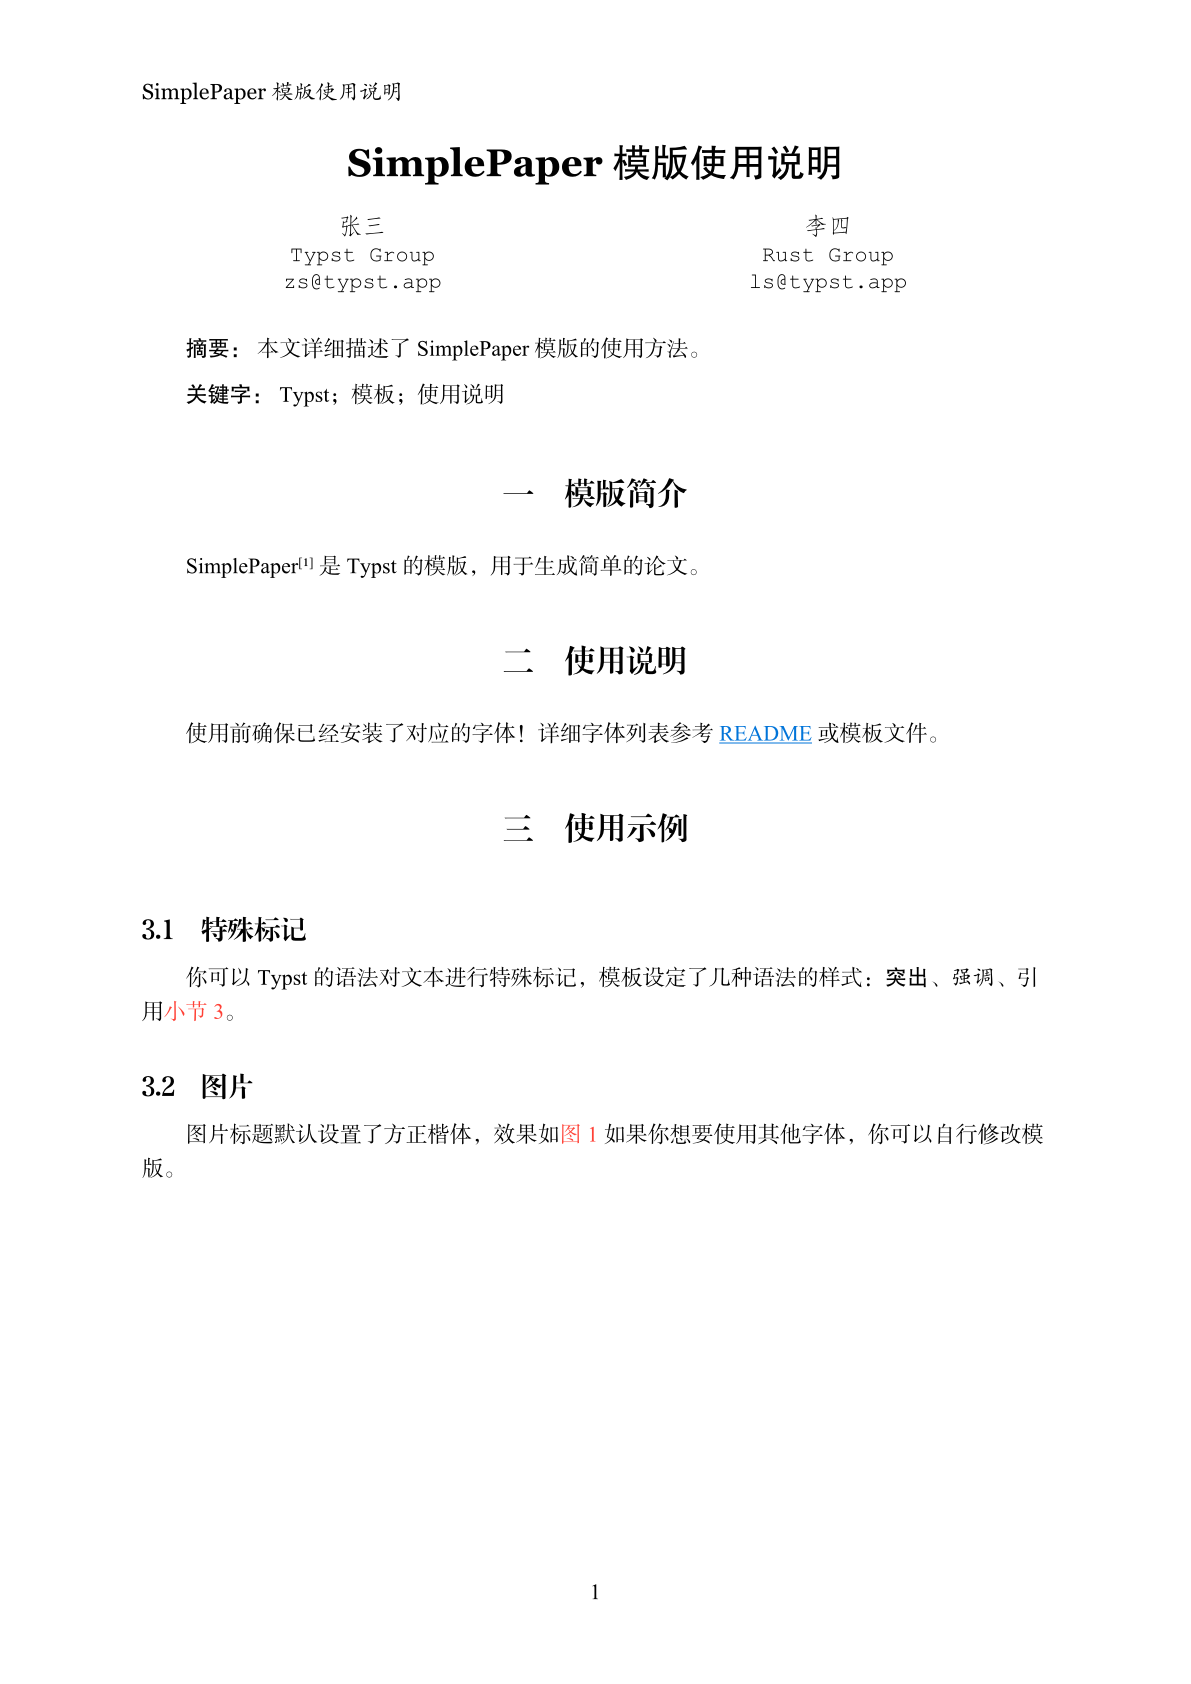 SimplePaper 模版使用说明
SimplePaper 模版使用说明
张三
Typst Group
zs@typst.app
李四
Rust Group
ls@typst.app
摘要： 本文详细描述了 SimplePaper 模版的使用方法。
关键字： Typst；模板；使用说明
一 模版简介
SimplePaper[1] 是 Typst 的模版，用于生成简单的论文。
二 使用说明
使用前确保已经安装了对应的字体！详细字体列表参考 README 或模板文件。
三 使用示例
3.1 特殊标记
你可以 Typst 的语法对文本进行特殊标记，模板设定了几种语法的样式：突出、强调、引
用小节 3。
3.2 图片
图片标题默认设置了方正楷体，效果如图 1 如果你想要使用其他字体，你可以自行修改模
版。
1